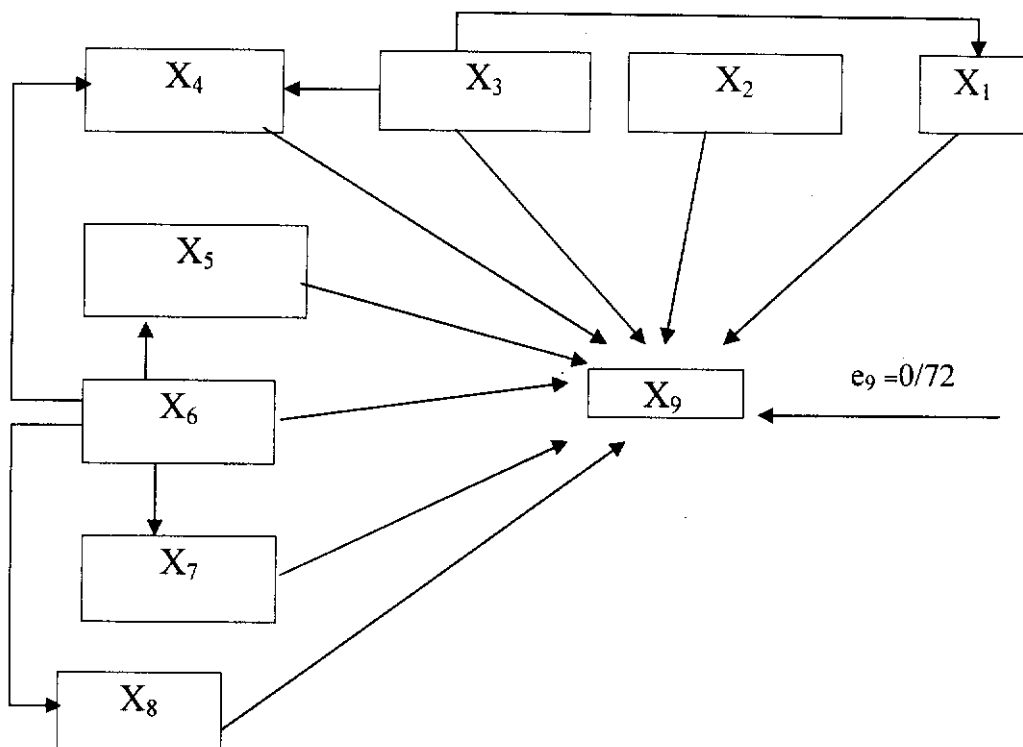 X₄ X₃ X₂ X₁
X₅
e₉ =0/72
X₆ X₉
X₇
X₈